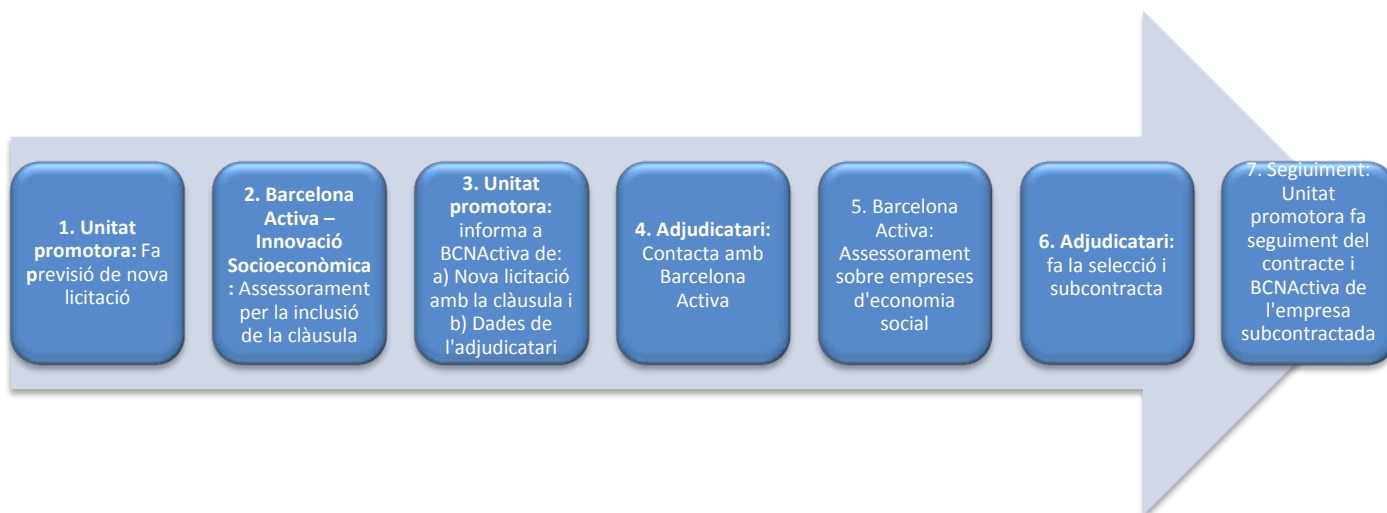 1. Unitat
promotora: Fa
previsió de nova
licitació
2. Barcelona
Activa –
Innovació
Socioeconòmica
: Assessorament
per la inclusió
de la clàusula
3. Unitat
promotora:
informa a
BCNActiva de:
a) Nova licitació
amb la clàusula i
b) Dades de
l'adjudicatari
4. Adjudicatari:
Contacta amb
Barcelona
Activa
5. Barcelona
Activa:
Assessorament
sobre empreses
d'economia
social
6. Adjudicatari:
fa la selecció i
subcontracta
7. Segiuiment:
Unitat
promotora fa
seguiment del
contracte i
BCNActiva de
l'empresa
subcontractada